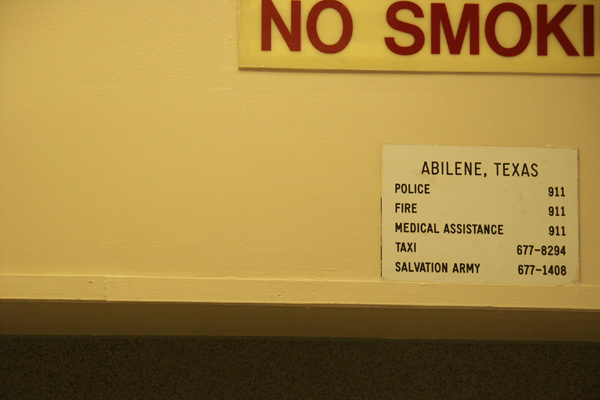 NO SMOKI
ABILENE, TEXAS
POLICE 911
FIRE 911
MEDICAL ASSISTANCE 911
TAXI 677-8294
SALVATION ARMY 677-1408